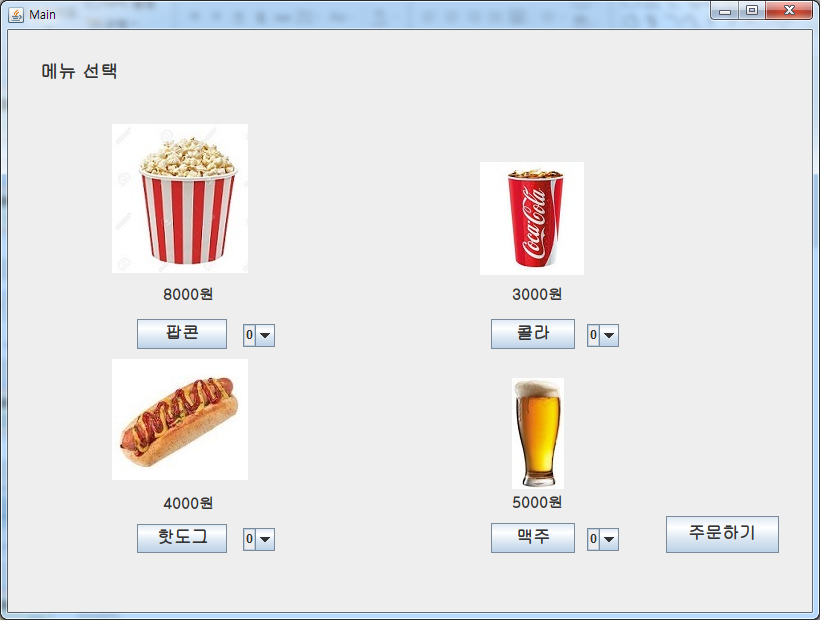 Main
메뉴 선택
Coca-Cola
8000원
3000원
팝콘 0
콜라 0
4000원
5000원
핫도그 0
맥주 0
주문하기